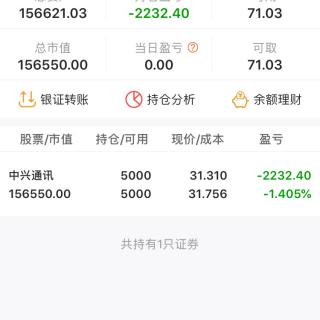 156621.03 -2232.40 71.03
总市值 当日盈亏 ? 可取
156550.00 0.00 71.03
银证转账 持仓分析 余额理财
股票/市值 持仓/可用 现价/成本 盈亏
中兴通讯 5000 31.310 -2232.40
156550.00 5000 31.756 -1.405%
共持有1只证券